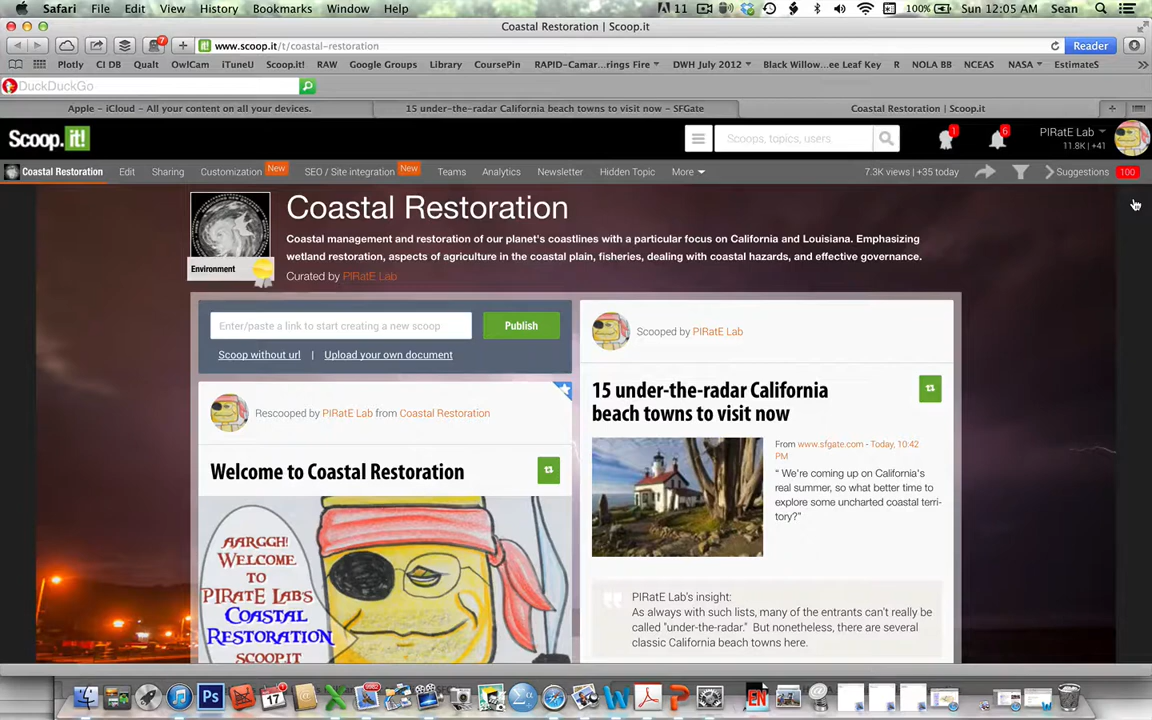 Safari File Edit View History Bookmarks Window Help 11 100% Sun 12:05 AM Sean
Coastal Restoration | Scoop.it
7 it! www.scoop.it/t/coastal-restoration Reader
Plotly CI DB Qualt OwlCam iTuneU Scoop.it! RAW Google Groups Library CoursePin RAPID-Camar...rings Fire DWH July 2012 Black Willow...ee Leaf Key R NOLA BB NCEAS NASA EstimateS
DuckDuckGo
Apple - iCloud - All your content on all your devices. 15 under-the-radar California beach towns to visit now - SFGate Coastal Restoration | Scoop.it
Scoop.it! Scoops, topics, users 1 6 PIRatE Lab
11.8K | +41
Coastal Restoration Edit Sharing Customization New SEO / Site integration New Teams Analytics Newsletter Hidden Topic More 7.3K views | +35 today Suggestions 100
Coastal Restoration
Coastal management and restoration of our planet's coastlines with a particular focus on California and Louisiana. Emphasizing
wetland restoration, aspects of agriculture in the coastal plain, fisheries, dealing with coastal hazards, and effective governance.
Environment
Curated by PIRatE Lab
Enter/paste a link to start creating a new scoop Publish
Scoop without url | Upload your own document
Rescooped by PIRatE Lab from Coastal Restoration
Welcome to Coastal Restoration
AARGGH!
WELCOME
TO
PIRATE LAB'S
COASTAL
RESTORATION
SCOOP.IT
Scooped by PIRatE Lab
15 under-the-radar California
beach towns to visit now
From www.sfgate.com - Today, 10:42
PM
“ We're coming up on California's
real summer, so what better time to
explore some uncharted coastal terri-
tory?”
PIRatE Lab's insight:
As always with such lists, many of the entrants can't really be
called "under-the-radar." But nonetheless, there are several
classic California beach towns here.
17 EN